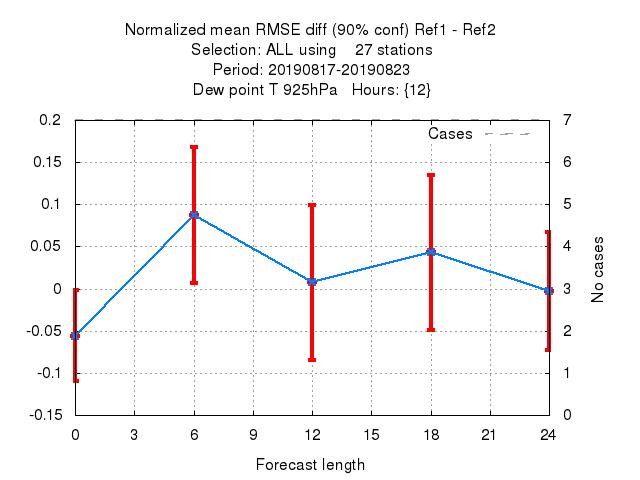 Normalized mean RMSE diff (90% conf) Ref1 - Ref2
Selection: ALL using    27 stations
Period: 20190817-20190823
Dew point T 925hPa   Hours: {12}
0.2
0.15
0.1
0.05
0
-0.05
-0.1
-0.15
Cases
7
6
5
4
3
2
1
0
No cases
0 3 6 9 12 15 18 21 24
Forecast length